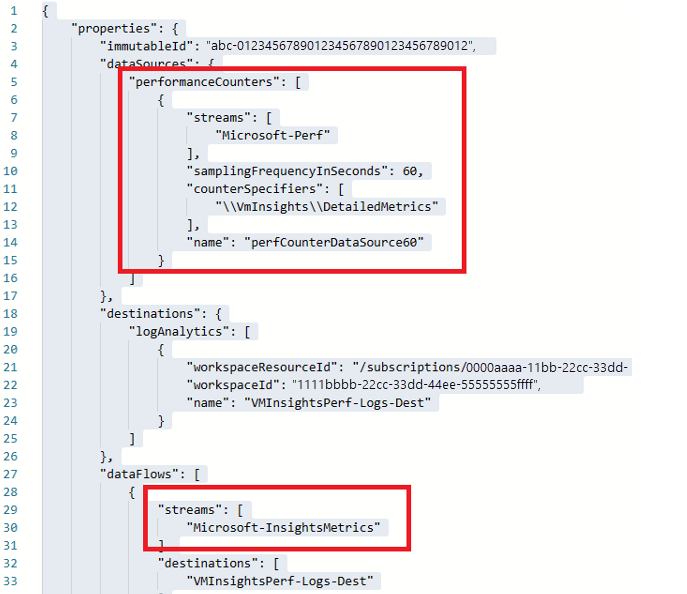 1 {
2 "properties": {
3 "immutableId": "abc-012345678901234567890123456789012",
4 "dataSources": {
5 "performanceCounters": [
6 {
7 "streams": [
8 "Microsoft-Perf"
9 ],
10 "samplingFrequencyInSeconds": 60,
11 "counterSpecifiers": [
12 "\\VmInsights\\DetailedMetrics"
13 ],
14 "name": "perfCounterDataSource60"
15 }
16 ]
17 },
18 "destinations": {
19 "logAnalytics": [
20 {
21 "workspaceResourceId": "/subscriptions/0000aaaa-11bb-22cc-33dd-
22 "workspaceId": "1111bbbb-22cc-33dd-44ee-55555555ffff",
23 "name": "VMInsightsPerf-Logs-Dest"
24 }
25 ]
26 },
27 "dataFlows": [
28 {
29 "streams": [
30 "Microsoft-InsightsMetrics"
31 ]
32 "destinations": [
33 "VMInsightsPerf-Logs-Dest"